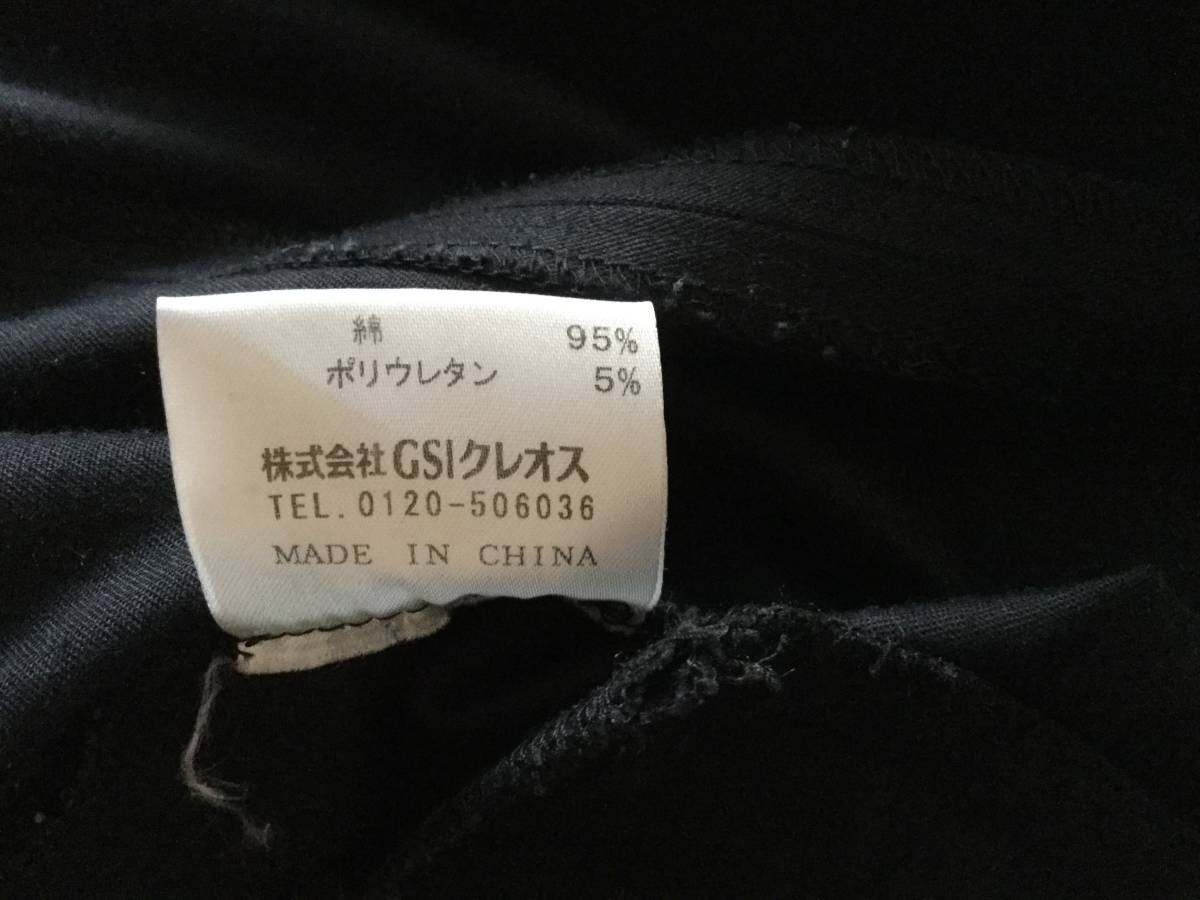 綿 95%
ポリウレタン 5%
株式会社GSIクレオス
TEL. 0120-506036
MADE IN CHINA